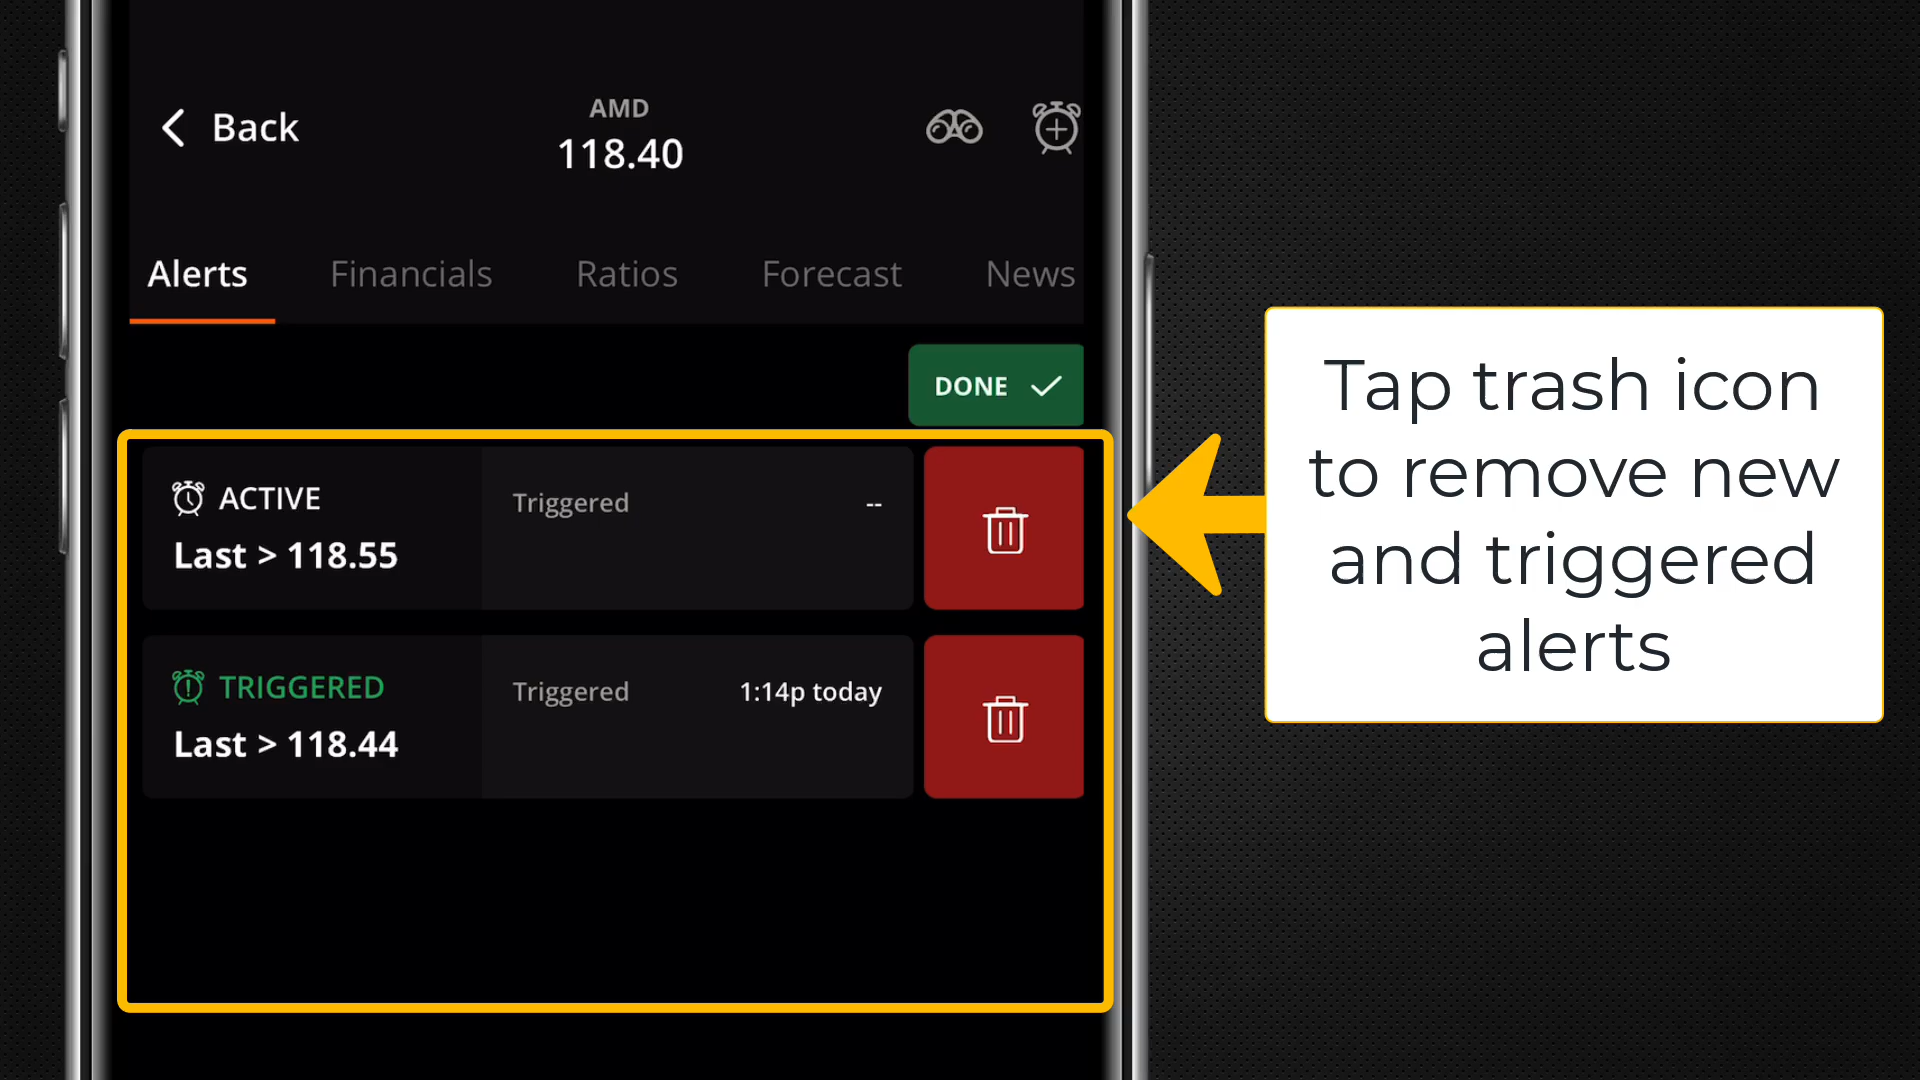 Back
AMD
118.40
Alerts Financials Ratios Forecast News
DONE
ACTIVE Triggered --
Last > 118.55
TRIGGERED Triggered 1:14p today
Last > 118.44
Tap trash icon
to remove new
and triggered
alerts